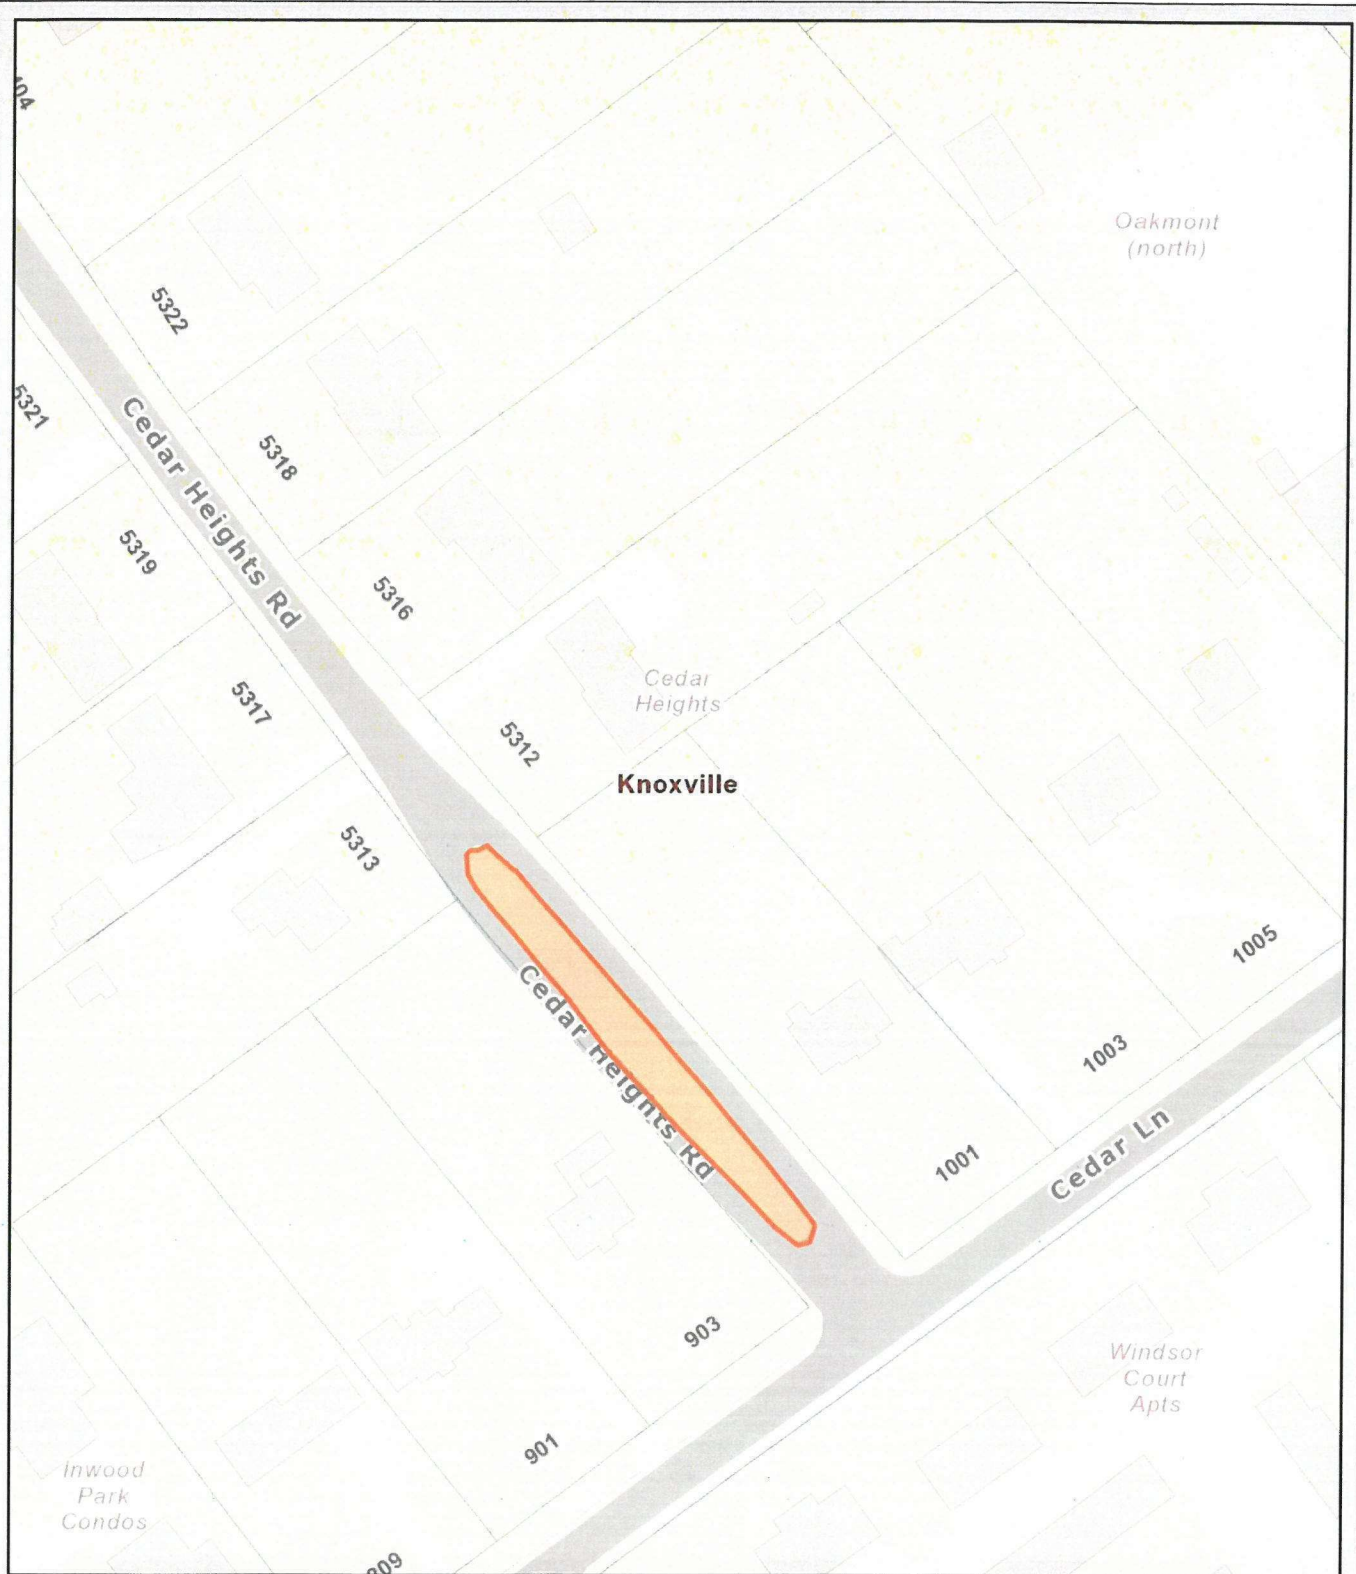 Oakmont
(north)
5322
5321
Cedar Heights Rd
5318
5319
5316
5317
Cedar
Heights
5312
Knoxville
5313
1005
Cedar Heights Rd
1003
1001
Cedar Ln
903
Windsor
Court
Apts
901
Inwood
Park
Condos